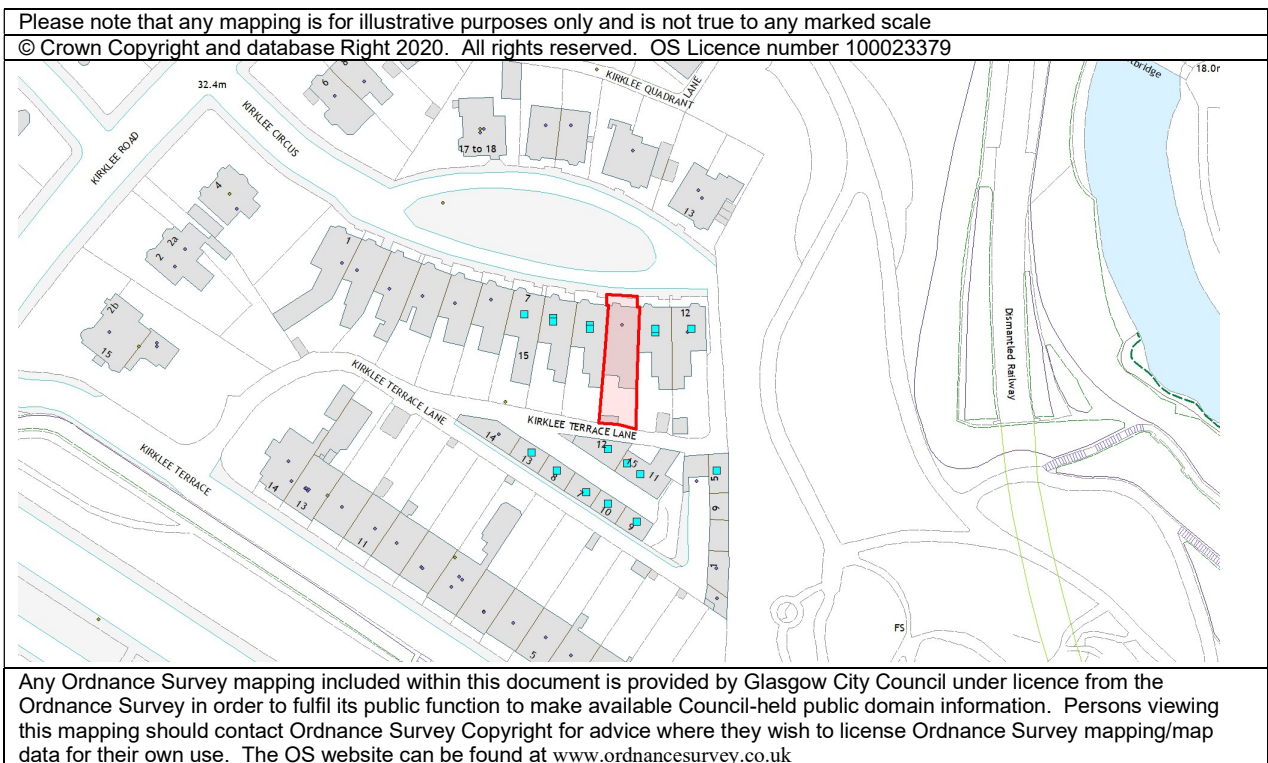 Please note that any mapping is for illustrative purposes only and is not true to any marked scale
© Crown Copyright and database Right 2020.  All rights reserved.  OS Licence number 100023379
32.4m
KIRKLEE ROAD
KIRKLEE CIRCUS
6
8
17 to 18
KIRKLEE QUADRANT
LANE
13
18.0
4
2a
2
2b
15
1
7
15
12
KIRKLEE TERRACE LANE
KIRKLEE TERRACE LANE
KIRKLEE TERRACE
Dismantled Railway
14
13
8
7
10
9
12
15
11
5
6
14
13
11
5
FS
Any Ordnance Survey mapping included within this document is provided by Glasgow City Council under licence from the
Ordnance Survey in order to fulfil its public function to make available Council-held public domain information.  Persons viewing
this mapping should contact Ordnance Survey Copyright for advice where they wish to license Ordnance Survey mapping/map
data for their own use.  The OS website can be found at www.ordnancesurvey.co.uk